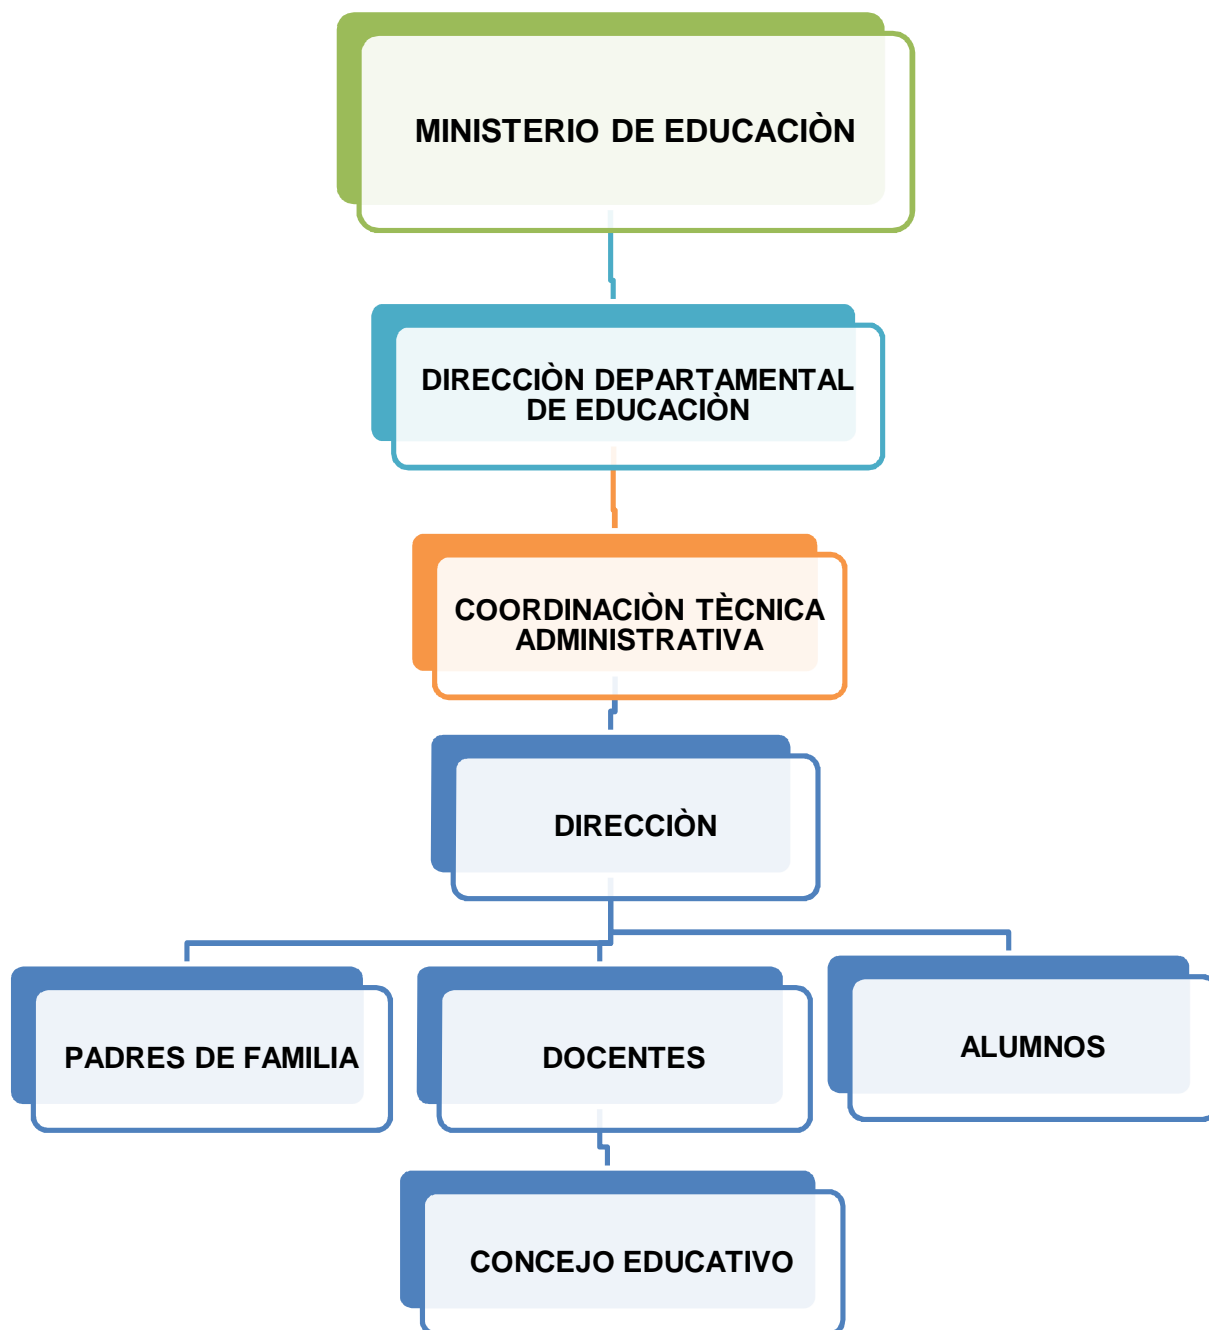 MINISTERIO DE EDUCACIÒN
DIRECCIÒN DEPARTAMENTAL
DE EDUCACIÒN
COORDINACIÒN TÈCNICA
ADMINISTRATIVA
DIRECCIÒN
PADRES DE FAMILIA
DOCENTES
ALUMNOS
CONCEJO EDUCATIVO